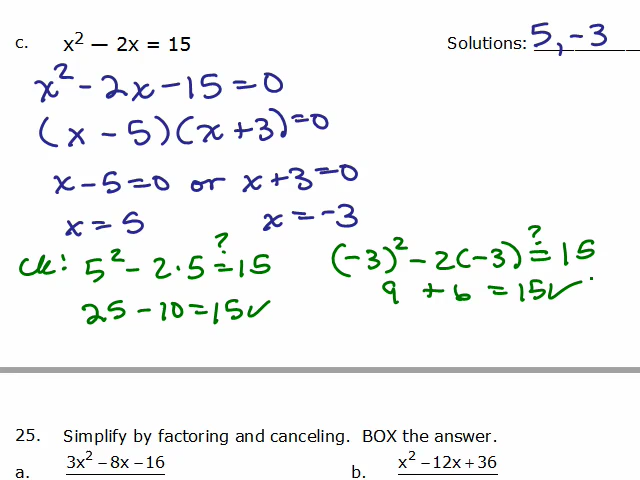 c. x² − 2x = 15 Solutions: 5, -3
x² - 2x - 15 = 0
(x - 5)(x + 3) = 0
x - 5 = 0 or x + 3 = 0
x = 5 x = -3
CK: 5² - 2·5 ≟ 15 (-3)² - 2(-3) ≟ 15
25 - 10 = 15 ✓ 9 + 6 = 15 ✓
25. Simplify by factoring and canceling. BOX the answer.
a. 3x² − 8x − 16 b. x² − 12x + 36